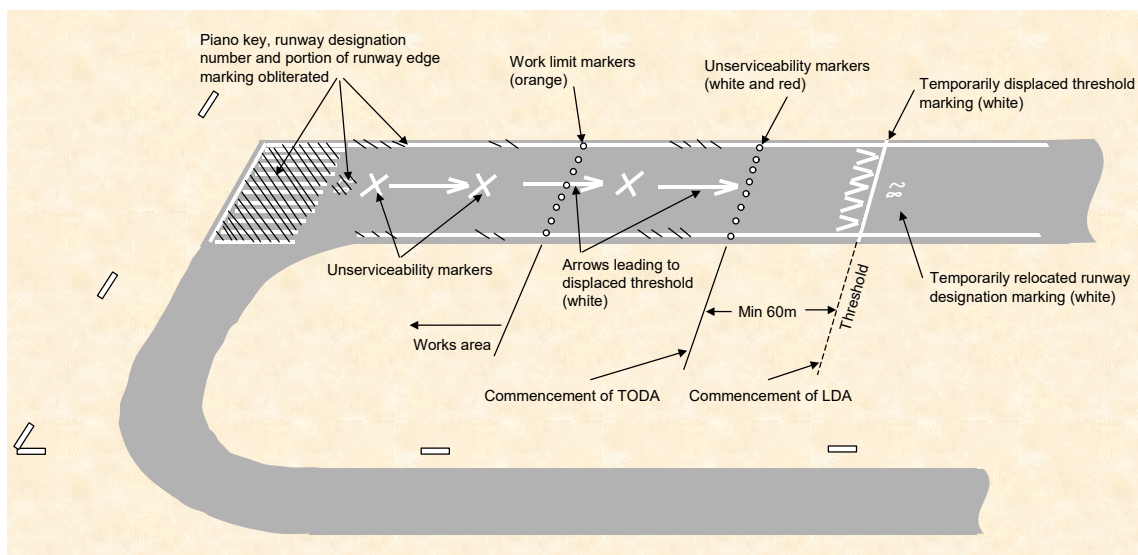 Piano key, runway designation
number and portion of runway edge
marking obliterated
Work limit markers
(orange)
Unserviceability markers
(white and red)
Temporarily displaced threshold
marking (white)
28
Unserviceability markers
Arrows leading to
displaced threshold
(white)
Temporarily relocated runway
designation marking (white)
Threshold
Min 60m
Works area
Commencement of TODA
Commencement of LDA